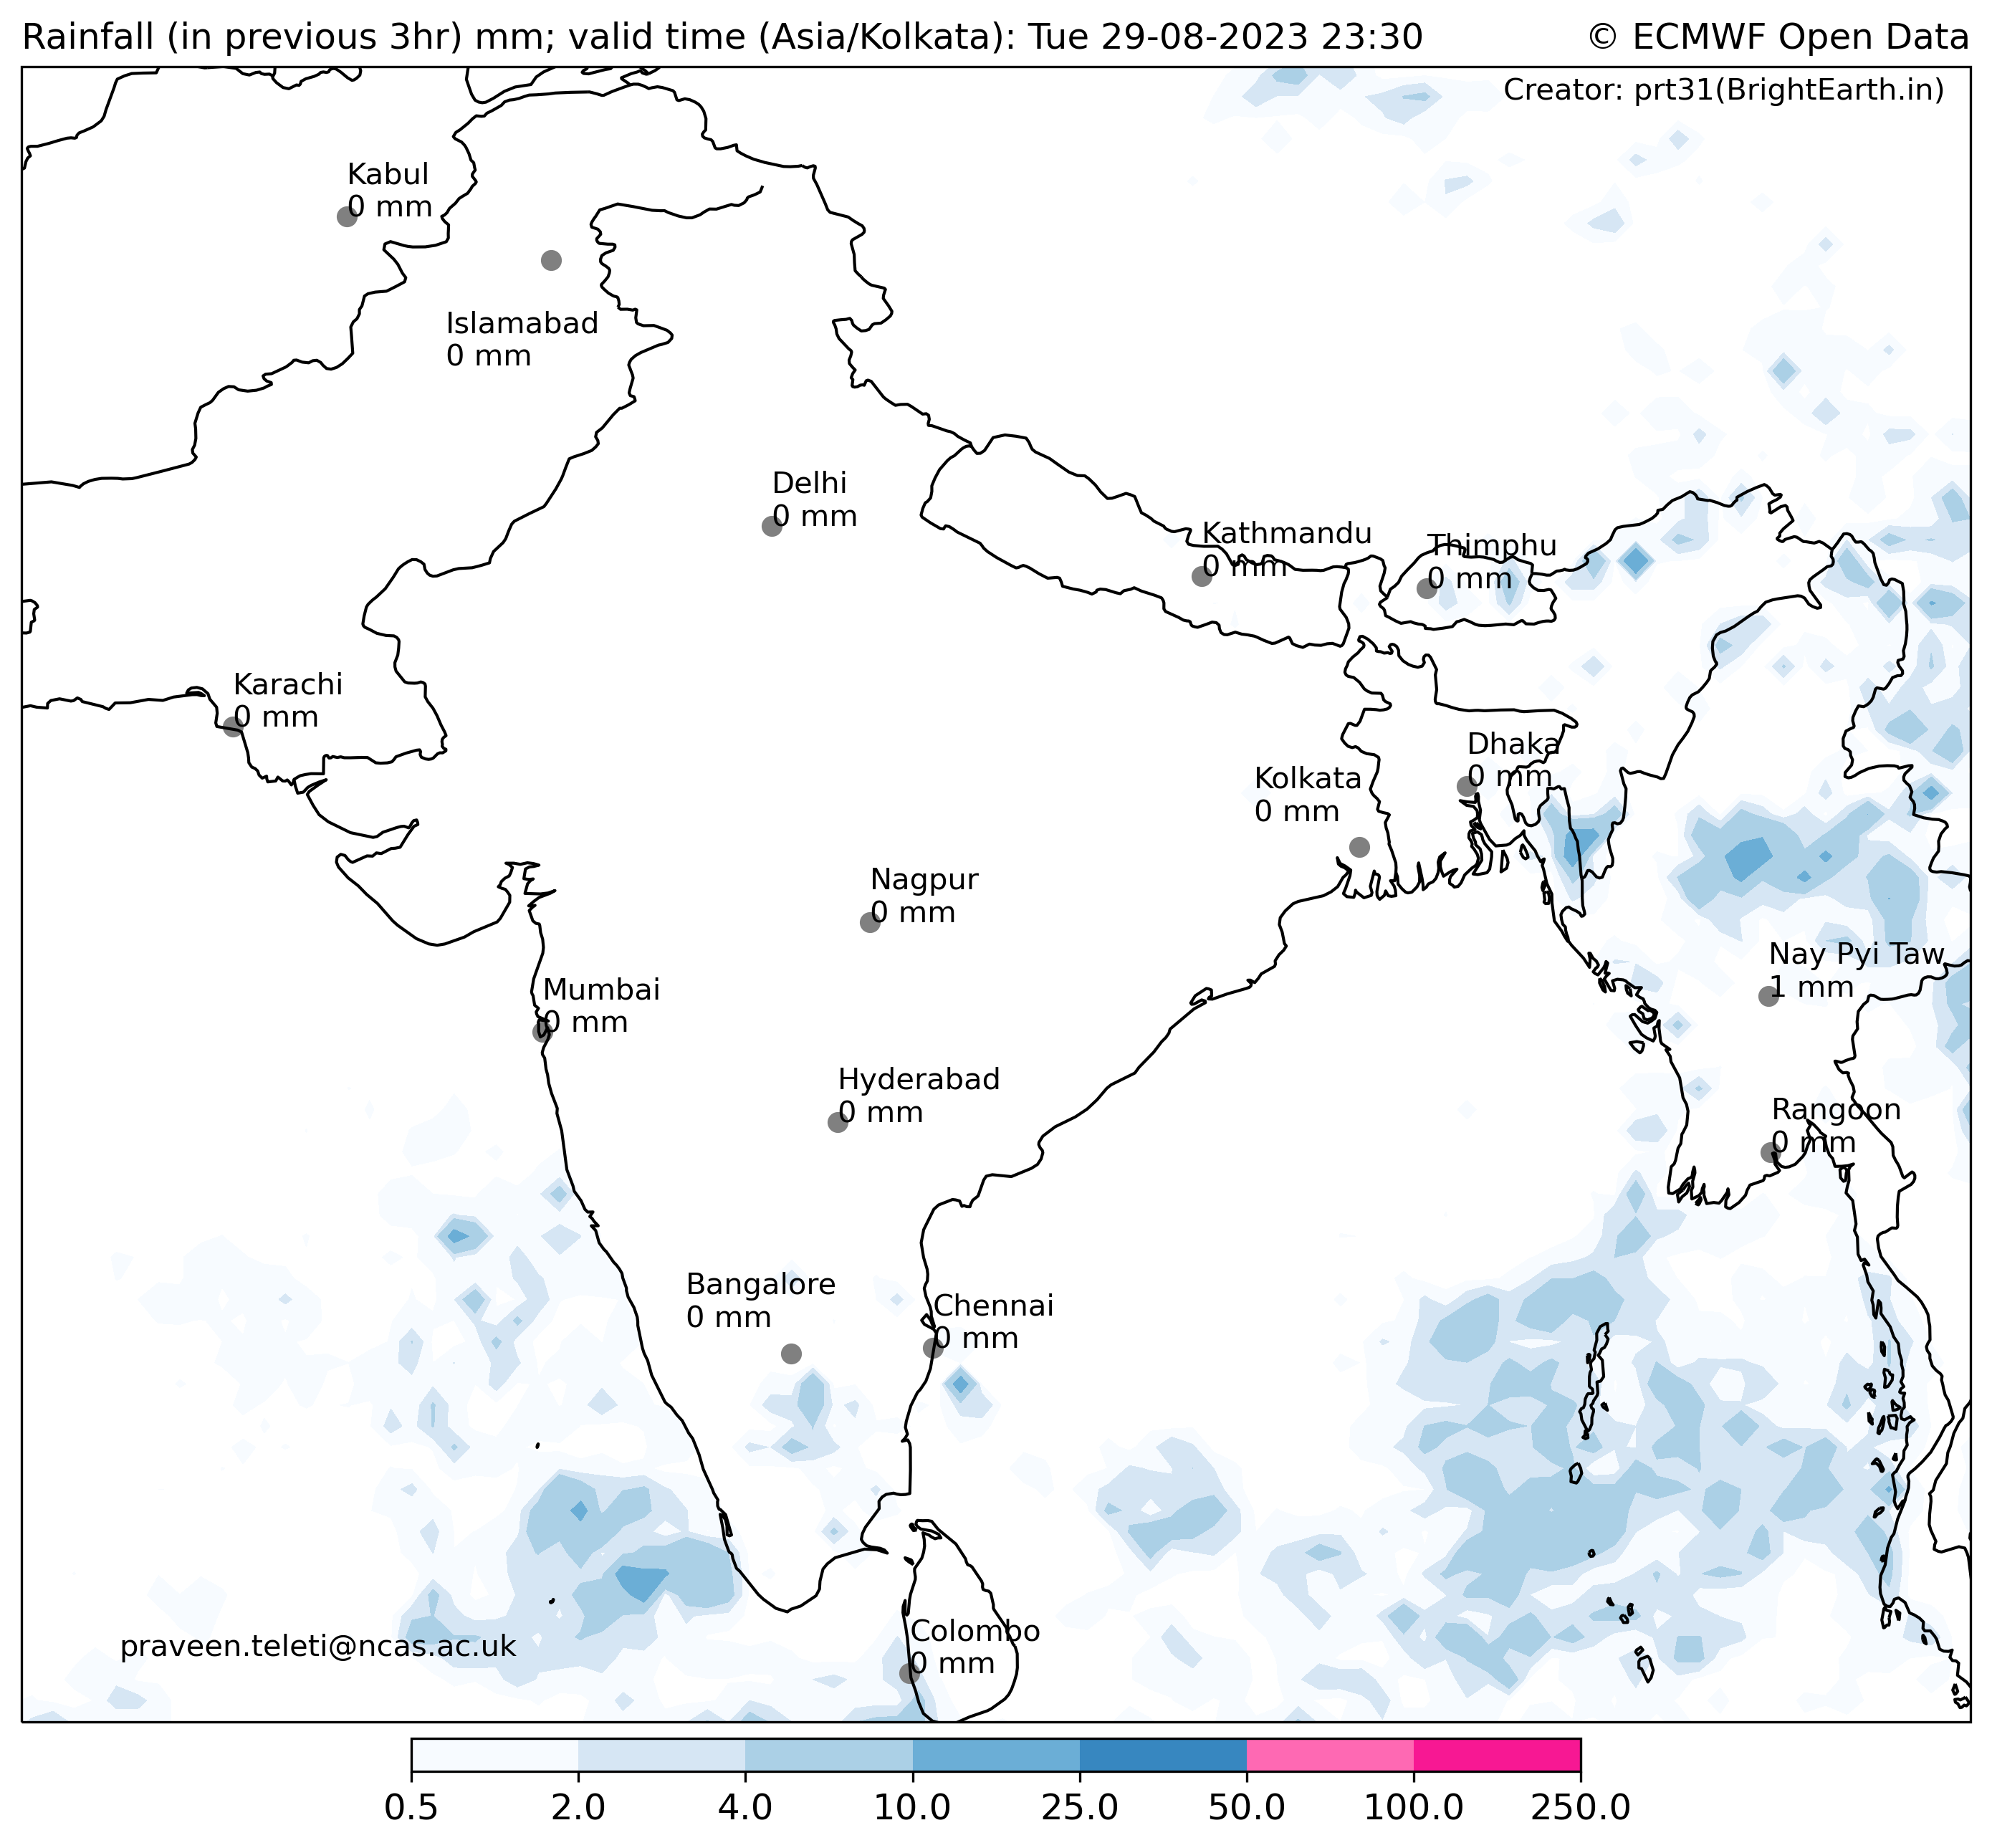 Rainfall (in previous 3hr) mm; valid time (Asia/Kolkata): Tue 29-08-2023 23:30
© ECMWF Open Data
Creator: prt31(BrightEarth.in)
Kabul
0 mm
Islamabad
0 mm
Delhi
0 mm
Kathmandu
0 mm
Thimphu
0 mm
Karachi
0 mm
Dhaka
0 mm
Kolkata
0 mm
Nagpur
0 mm
Nay Pyi Taw
1 mm
Mumbai
0 mm
Hyderabad
0 mm
Rangoon
0 mm
Bangalore
0 mm
Chennai
0 mm
Colombo
0 mm
praveen.teleti@ncas.ac.uk
0.5 2.0 4.0 10.0 25.0 50.0 100.0 250.0